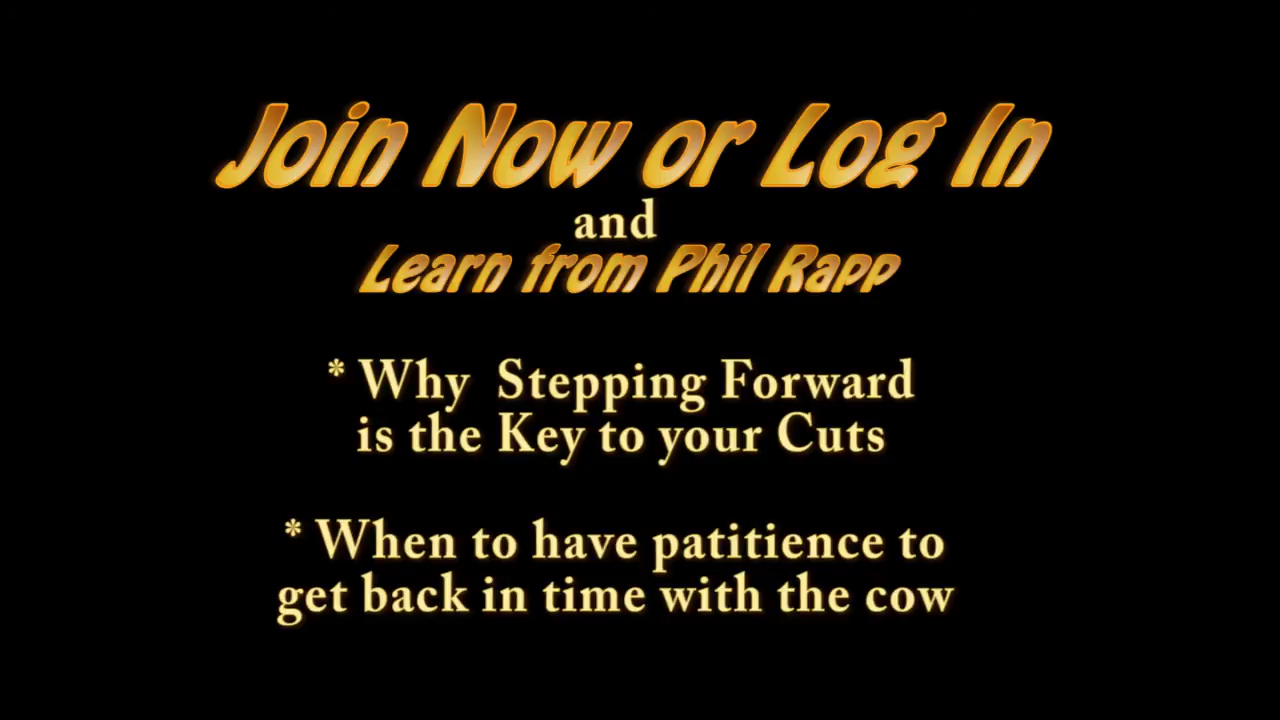 Join Now or Log In
and
Learn from Phil Rapp
* Why Stepping Forward
is the Key to your Cuts
* When to have patitience to
get back in time with the cow